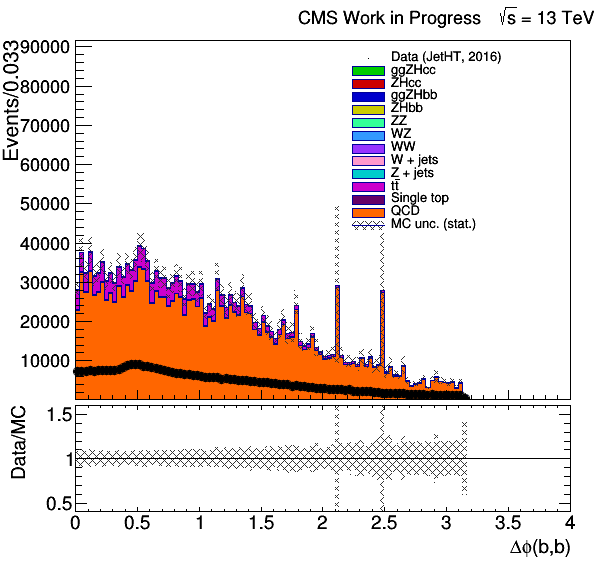 CMS Work in Progress √s = 13 TeV
Events/0.033
90000
80000
70000
60000
50000
40000
30000
20000
10000
Data (JetHT, 2016)
ggZHcc
ZHcc
ggZHbb
ZHbb
ZZ
WZ
WW
W + jets
Z + jets
tt̄
Single top
QCD
MC unc. (stat.)
Data/MC
1.5
1
0.5
0 0.5 1 1.5 2 2.5 3 3.5 4
Δϕ(b,b)